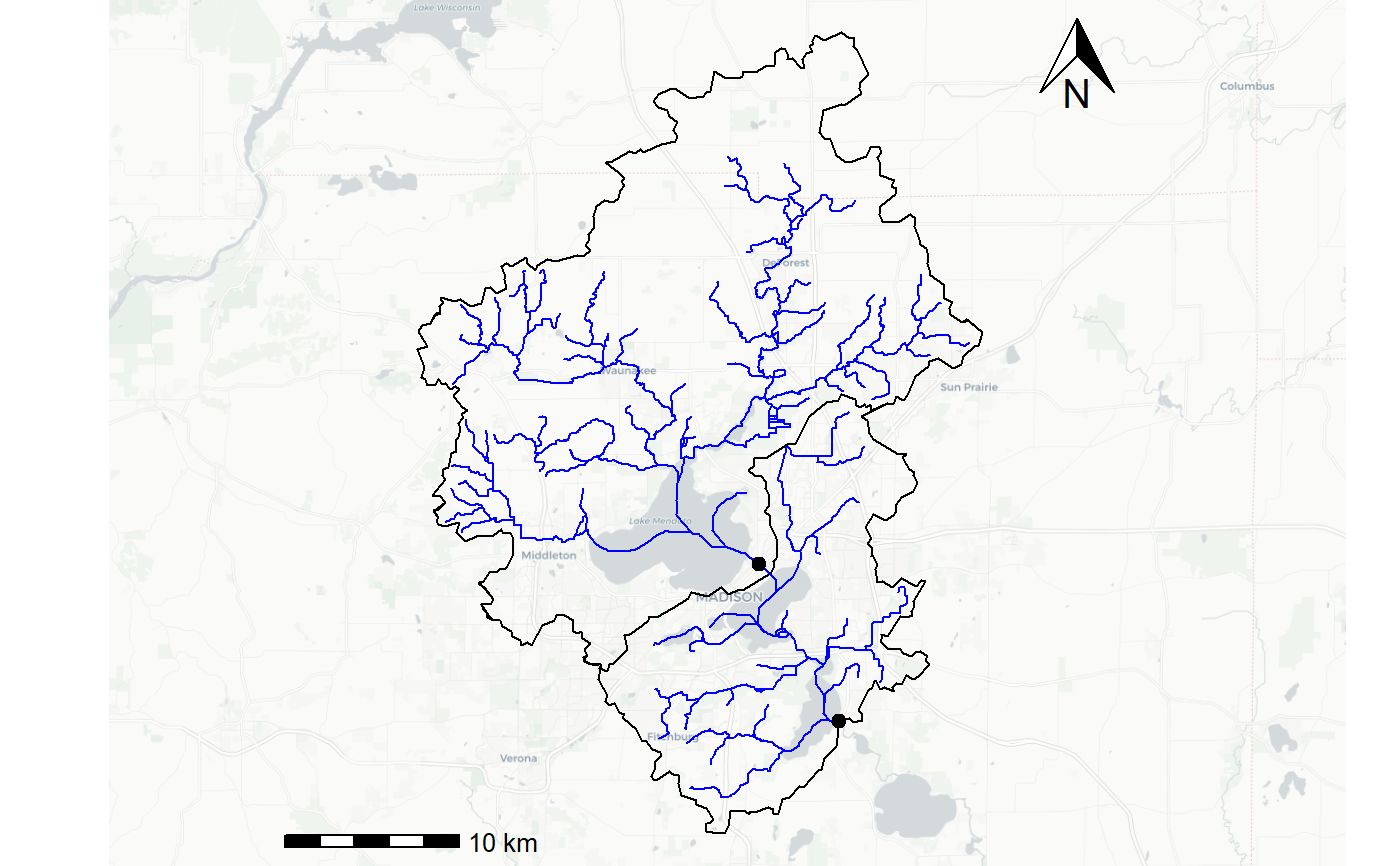 Lake Wisconsin
Columbus
N
DeForest
Waunakee
Sun Prairie
Lake Mendota
Middleton
MADISON
Fitchburg
Verona
10 km